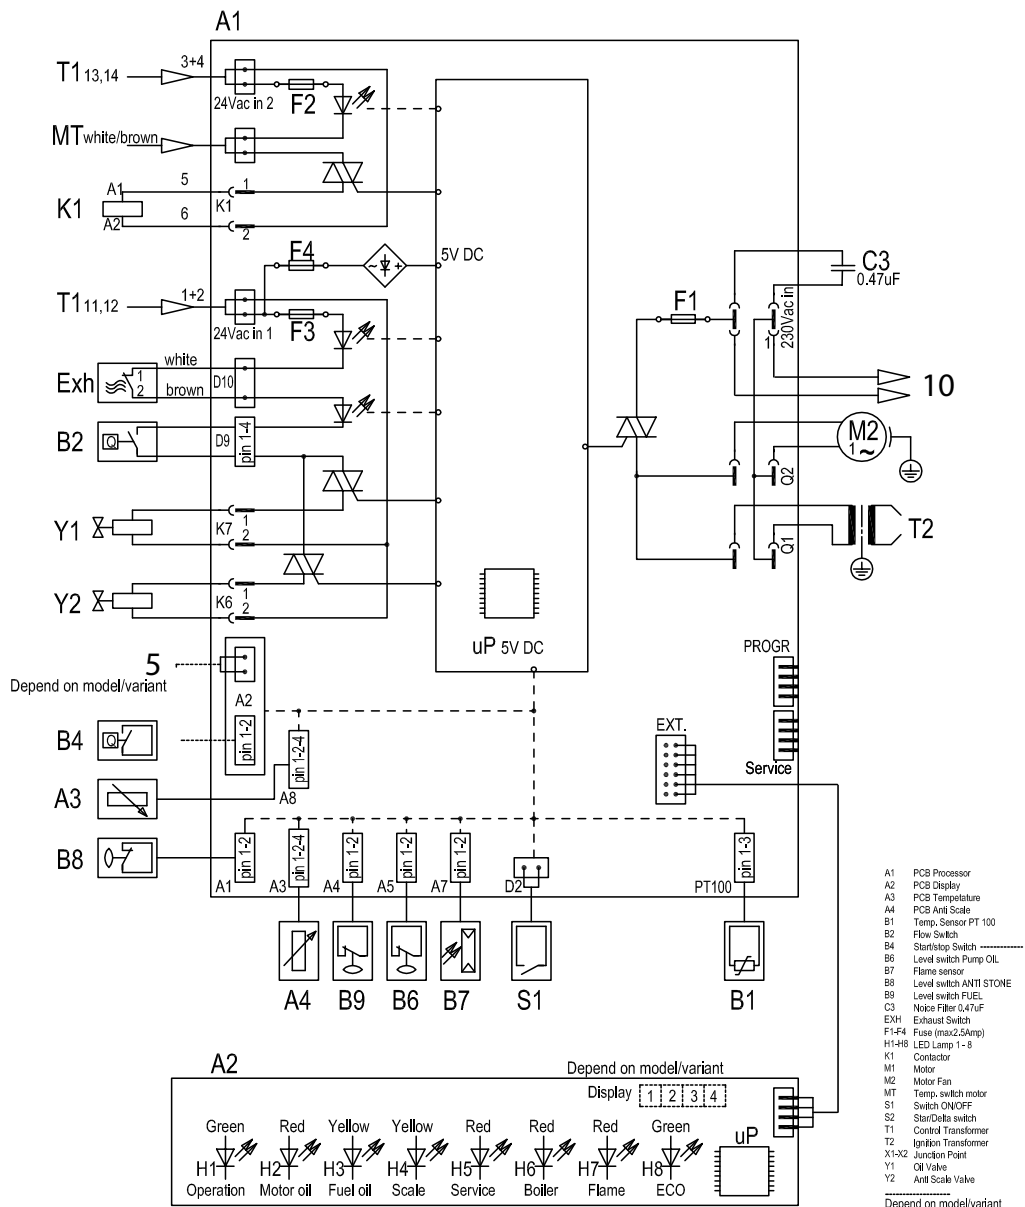 A1
T1 13,14
3+4
24Vac in 2
F2
MT white/brown
A1
5
1
K1
K1
A2
6
2
F4
5V DC
T1 11,12
1+2
24Vac in 1
F3
F1
C3
0.47uF
230Vac in
1
10
Exh
1
2
white
brown
D10
B2
Q
D9
pin 1-4
M2
1~
Q2
Y1
K7
1
2
Q1
T2
Y2
K6
1
2
uP 5V DC
5
Depend on model/variant
A2
PROGR
B4
Q
pin 1-2
pin 1-2-4
EXT.
Service
A3
A8
B8
pin 1-2
pin 1-2-4
pin 1-2
pin 1-2
pin 1-2
pin 1-3
A1
A3
A4
A5
A7
D2
PT100
A4
B9
B6
B7
S1
B1
A1 PCB Processor
A2 PCB Display
A3 PCB Tempetature
A4 PCB Anti Scale
B1 Temp. Sensor PT 100
B2 Flow Switch
B4 Start/stop Switch -------------
B6 Level switch Pump OIL
B7 Flame sensor
B8 Level switch ANTI STONE
B9 Level switch FUEL
C3 Noice Filter 0,47uF
EXH Exhaust Switch
F1-F4 Fuse (max2.5Amp)
H1-H8 LED Lamp 1 - 8
K1 Contactor
M1 Motor
M2 Motor Fan
MT Temp. switch motor
S1 Switch ON/OFF
S2 Star/Delta switch
T1 Control Transformer
T2 Ignition Transformer
X1-X2 Junction Point
Y1 Oil Valve
Y2 Anti Scale Valve
-------------------
Depend on model/variant
A2
Depend on model/variant
Display 1 2 3 4
Green
Red
Yellow
Yellow
Red
Red
Red
Green
uP
H1
H2
H3
H4
H5
H6
H7
H8
Operation
Motor oil
Fuel oil
Scale
Service
Boiler
Flame
ECO